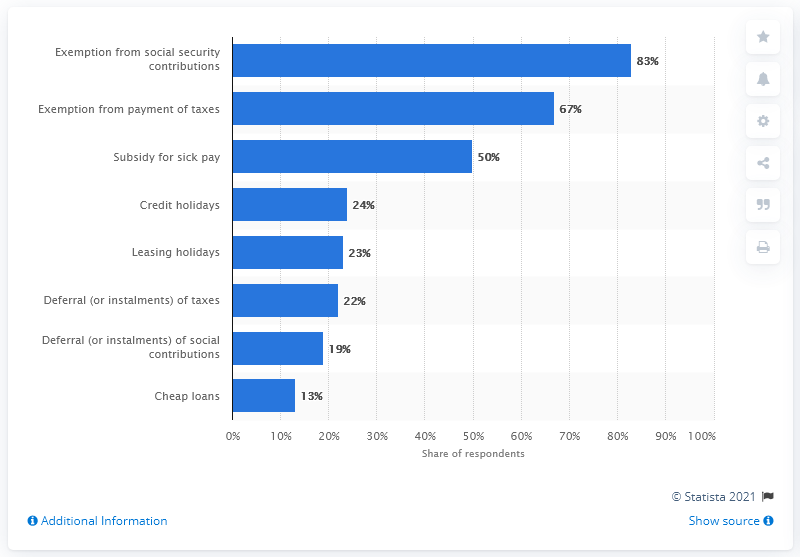 Exemption from social security
contributions
83%
Exemption from payment of taxes
67%
Subsidy for sick pay
50%
Credit holidays
24%
Leasing holidays
23%
Deferral (or instalments) of taxes
22%
Deferral (or instalments) of social
contributions
19%
Cheap loans
13%
0% 10% 20% 30% 40% 50% 60% 70% 80% 90% 100%
Share of respondents
© Statista 2021
Additional Information
Show source